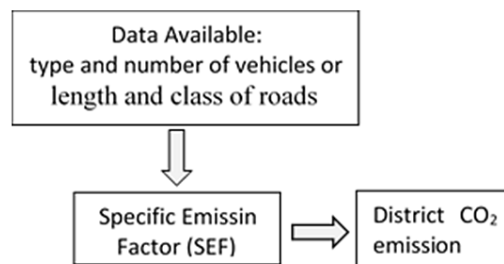 Data Available:
type and number of vehicles or
length and class of roads
Specific Emissin
Factor (SEF)
District CO₂
emission